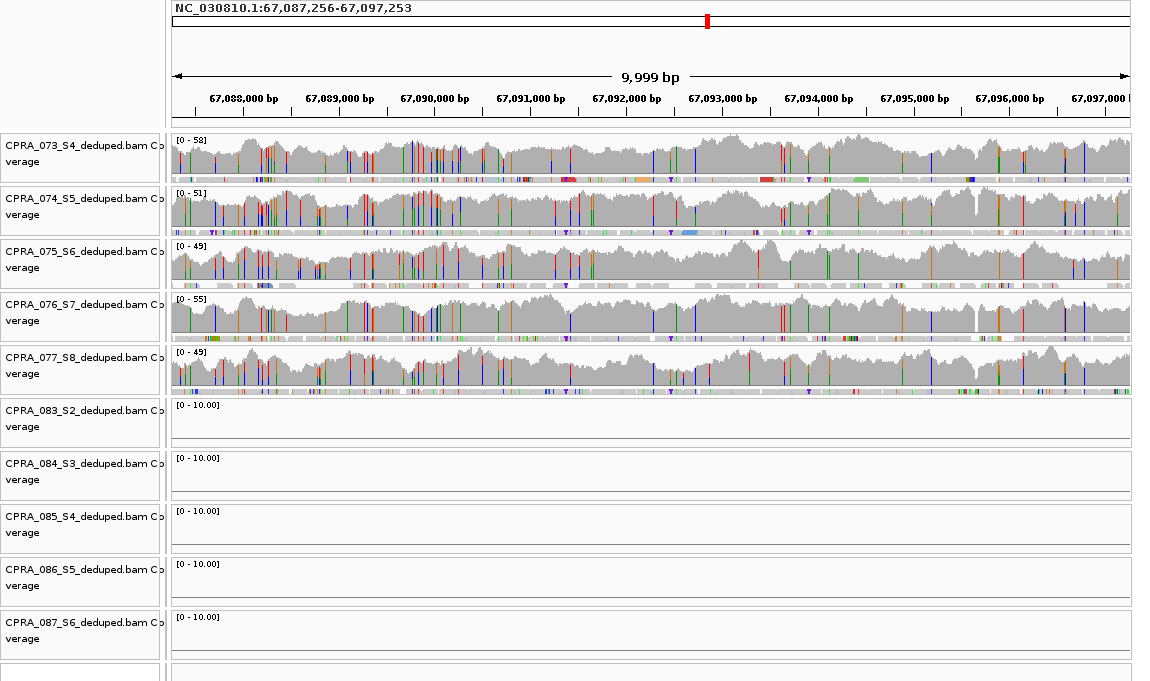 NC_030810.1:67,087,256-67,097,253
9,999 bp
67,088,000 bp 67,089,000 bp 67,090,000 bp 67,091,000 bp 67,092,000 bp 67,093,000 bp 67,094,000 bp 67,095,000 bp 67,096,000 bp 67,097,000 l
CPRA_073_S4_deduped.bam Co
verage
[0 - 58]
CPRA_074_S5_deduped.bam Co
verage
[0 - 51]
CPRA_075_S6_deduped.bam Co
verage
[0 - 49]
CPRA_076_S7_deduped.bam Co
verage
[0 - 55]
CPRA_077_S8_deduped.bam Co
verage
[0 - 49]
CPRA_083_S2_deduped.bam Co
verage
[0 - 10.00]
CPRA_084_S3_deduped.bam Co
verage
[0 - 10.00]
CPRA_085_S4_deduped.bam Co
verage
[0 - 10.00]
CPRA_086_S5_deduped.bam Co
verage
[0 - 10.00]
CPRA_087_S6_deduped.bam Co
verage
[0 - 10.00]